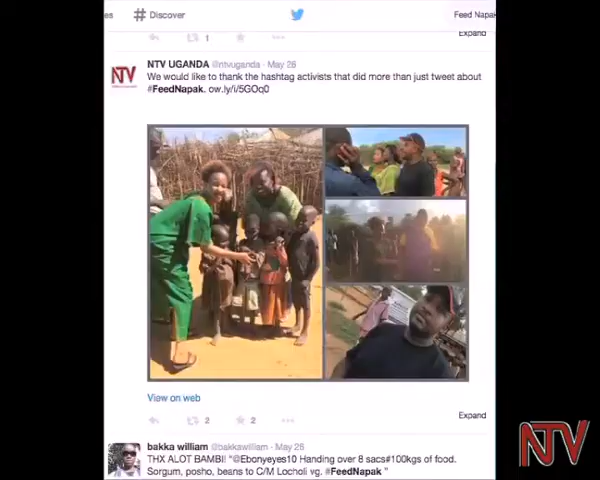 es # Discover Feed Napak
1 Expand
NTV UGANDA @ntvuganda · May 26
We would like to thank the hashtag activists that did more than just tweet about
#FeedNapak. ow.ly/i/5GOq0
View on web
2 2 Expand
bakka william @bakkawilliam · May 26
THX ALOT BAMBI! "@Ebonyeyes10 Handing over 8 sacs#100kgs of food.
Sorgum, posho, beans to C/M Locholi vg. #FeedNapak "
NTV
NTV